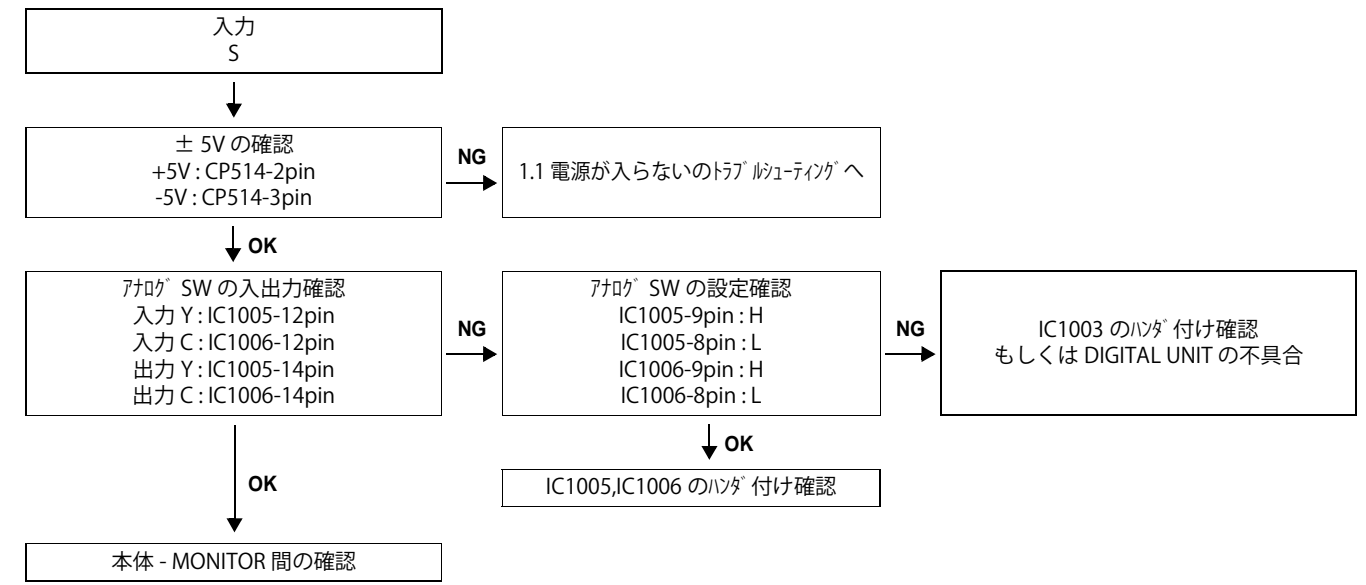 入力
S
± 5V の確認
+5V : CP514-2pin
-5V : CP514-3pin
NG
1.1 電源が入らないのﾄﾗﾌﾞﾙｼｭｰﾃｨﾝｸﾞへ
OK
ｱﾅﾛｸﾞ SW の入出力確認
入力 Y : IC1005-12pin
入力 C : IC1006-12pin
出力 Y : IC1005-14pin
出力 C : IC1006-14pin
NG
ｱﾅﾛｸﾞ SW の設定確認
IC1005-9pin : H
IC1005-8pin : L
IC1006-9pin : H
IC1006-8pin : L
NG
IC1003 のﾊﾝﾀﾞ付け確認
もしくは DIGITAL UNIT の不具合
OK
IC1005,IC1006 のﾊﾝﾀﾞ付け確認
OK
本体 - MONITOR 間の確認